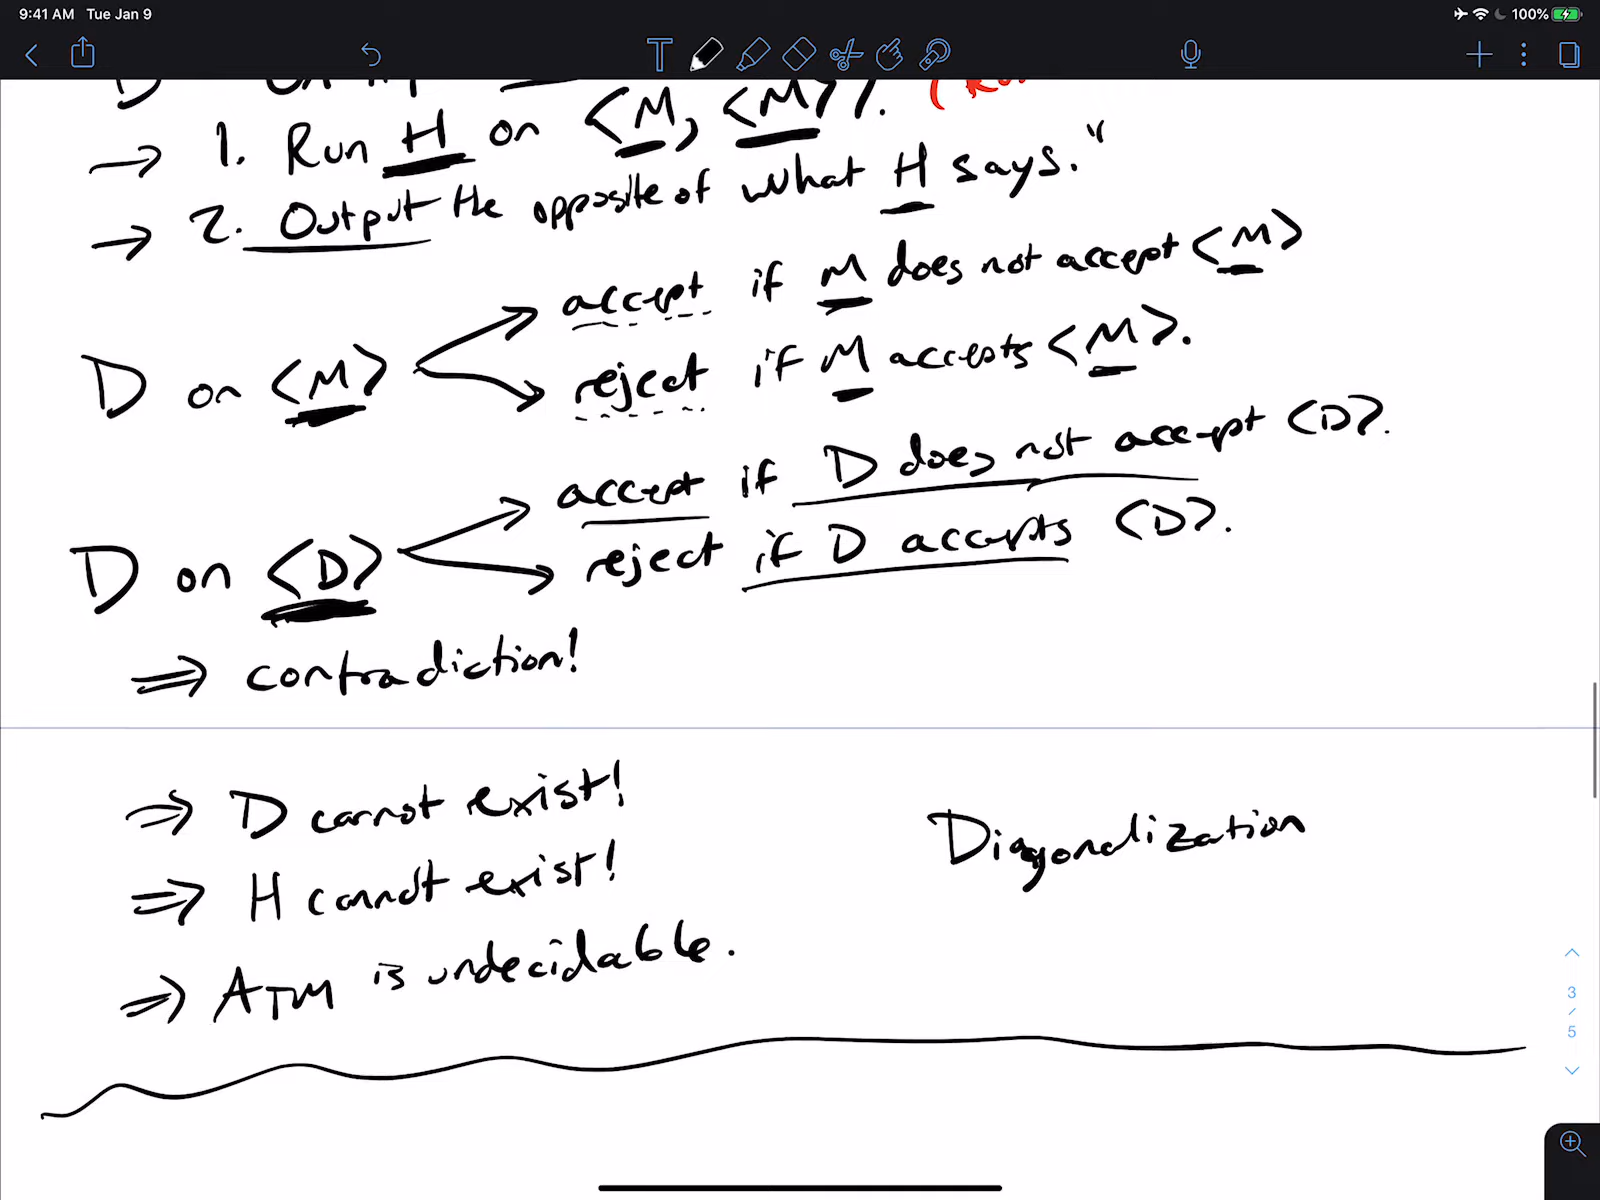 9:41 AM Tue Jan 9
100%
T
1. Run H on <M, <M>>.
2. Output the opposite of what H says."
accept if M does not accept <M>
D on <M>
reject if M accepts <M>.
accept if D does not accept <D>.
D on <D>
reject if D accepts <D>.
⇒ contradiction!
⇒ D cannot exist!
Diagonalization
⇒ H cannot exist!
⇒ ATM is undecidable.
3
5